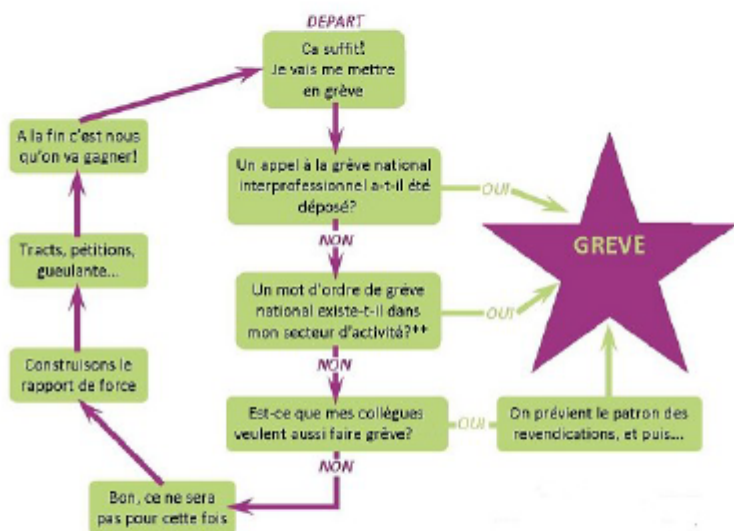 DEPART
Ca suffit!
Je vais me mettre
en grève
Un appel à la grève national
interprofessionnel a-t-il été
déposé?
OUI
NON
Un mot d'ordre de grève
national existe-t-il dans
mon secteur d'activité?**
OUI
NON
Est-ce que mes collègues
veulent aussi faire grève?
OUI
On prévient le patron des
revendications, et puis...
GREVE
NON
Bon, ce ne sera
pas pour cette fois
Construisons le
rapport de force
Tracts, pétitions,
gueulante...
A la fin c'est nous
qu'on va gagner!